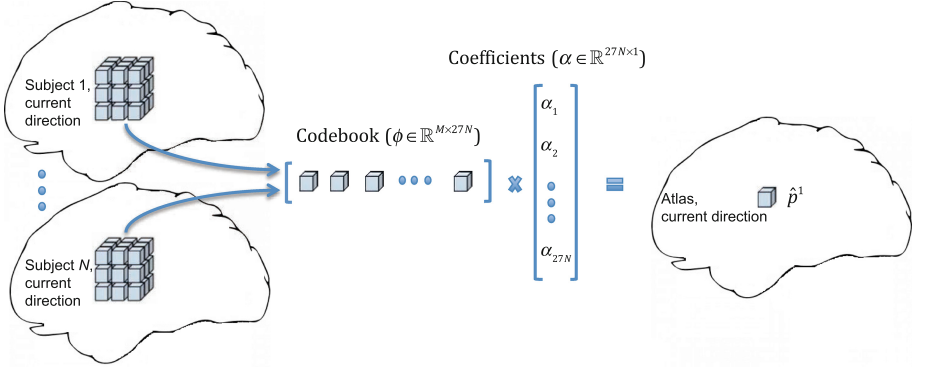 Coefficients (α ∈ ℝ^{27N×1})
Subject 1,
current
direction
Codebook (ϕ ∈ ℝ^{M×27N})
α_1
α_2
α_{27N}
Atlas,
current direction
p̂^1
Subject N,
current
direction